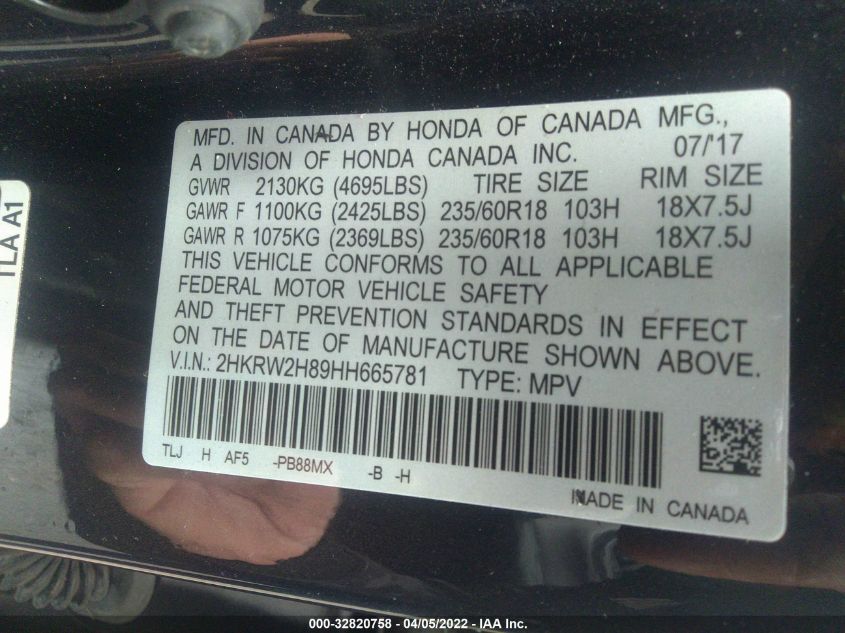 MFD. IN CANADA BY HONDA OF CANADA MFG.,
A DIVISION OF HONDA CANADA INC. 07/'17
GVWR 2130KG (4695LBS) TIRE SIZE RIM SIZE
GAWR F 1100KG (2425LBS) 235/60R18 103H 18X7.5J
GAWR R 1075KG (2369LBS) 235/60R18 103H 18X7.5J
THIS VEHICLE CONFORMS TO ALL APPLICABLE
FEDERAL MOTOR VEHICLE SAFETY
AND THEFT PREVENTION STANDARDS IN EFFECT
ON THE DATE OF MANUFACTURE SHOWN ABOVE.
V.I.N.: 2HKRW2H89HH665781 TYPE: MPV
TLJ H AF5 -PB88MX -B -H
MADE IN CANADA
TLA A1
000-32820758 - 04/05/2022 - IAA Inc.